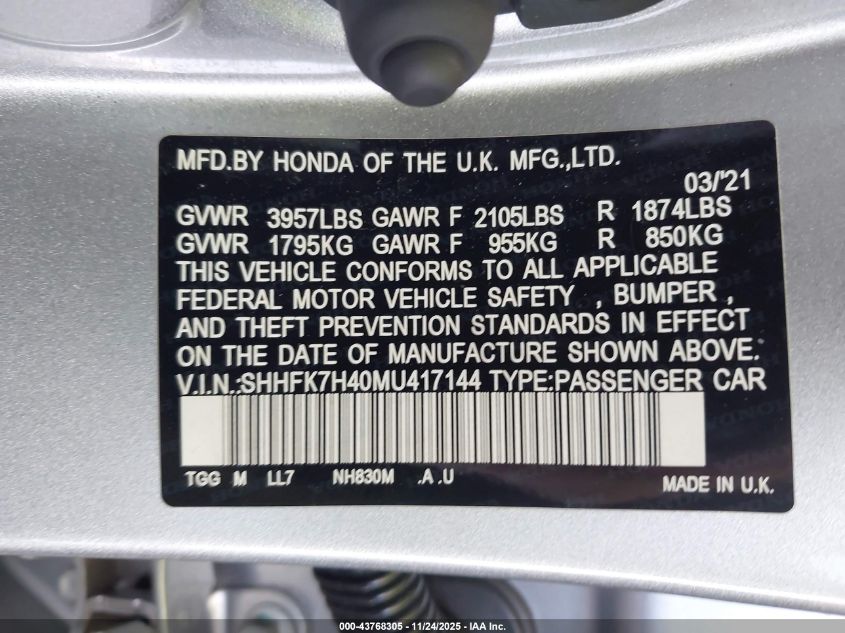 MFD.BY HONDA OF THE U.K. MFG.,LTD.
03/'21
GVWR 3957LBS GAWR F 2105LBS R 1874LBS
GVWR 1795KG GAWR F 955KG R 850KG
THIS VEHICLE CONFORMS TO ALL APPLICABLE
FEDERAL MOTOR VEHICLE SAFETY , BUMPER ,
AND THEFT PREVENTION STANDARDS IN EFFECT
ON THE DATE OF MANUFACTURE SHOWN ABOVE.
V.I.N.:SHHFK7H40MU417144 TYPE:PASSENGER CAR
TGG M LL7 NH830M .A .U
MADE IN U.K.
000-43768305 - 11/24/2025 - IAA Inc.